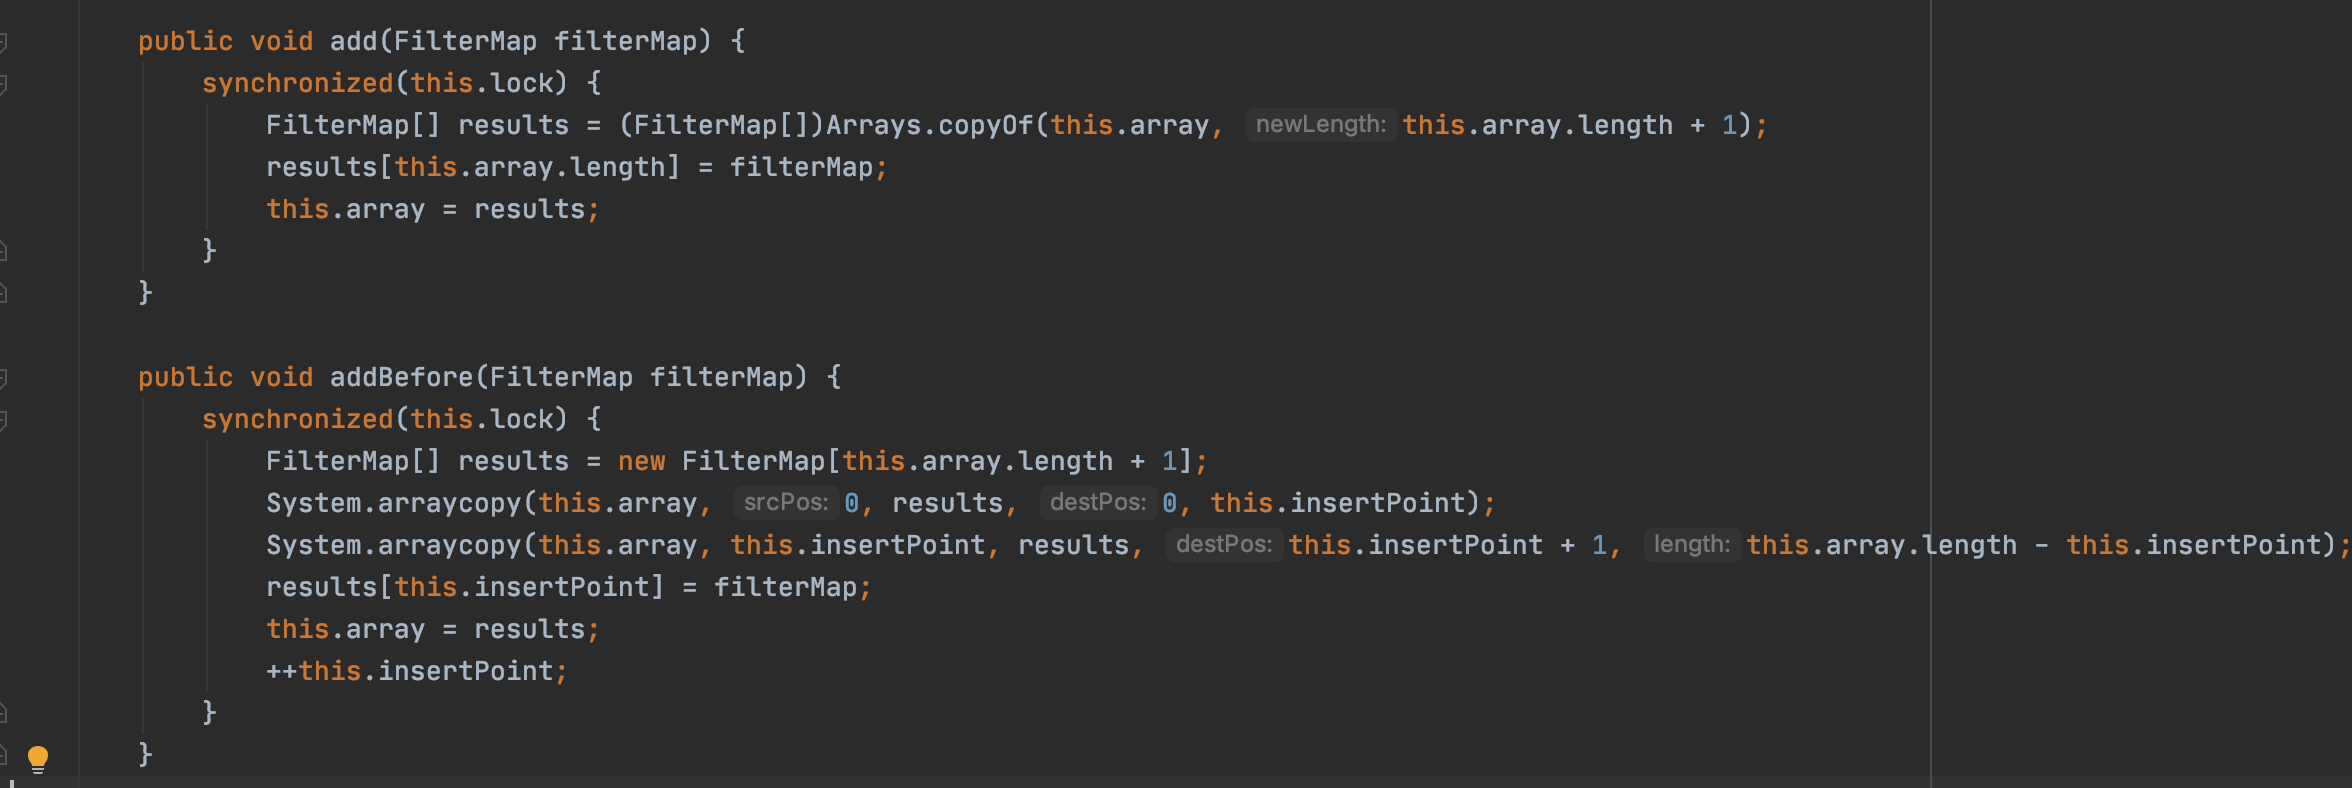 public void add(FilterMap filterMap) {
synchronized(this.lock) {
FilterMap[] results = (FilterMap[])Arrays.copyOf(this.array, newLength: this.array.length + 1);
results[this.array.length] = filterMap;
this.array = results;
}
}
public void addBefore(FilterMap filterMap) {
synchronized(this.lock) {
FilterMap[] results = new FilterMap[this.array.length + 1];
System.arraycopy(this.array, srcPos: 0, results, destPos: 0, this.insertPoint);
System.arraycopy(this.array, this.insertPoint, results, destPos: this.insertPoint + 1, length: this.array.length - this.insertPoint);
results[this.insertPoint] = filterMap;
this.array = results;
++this.insertPoint;
}
}